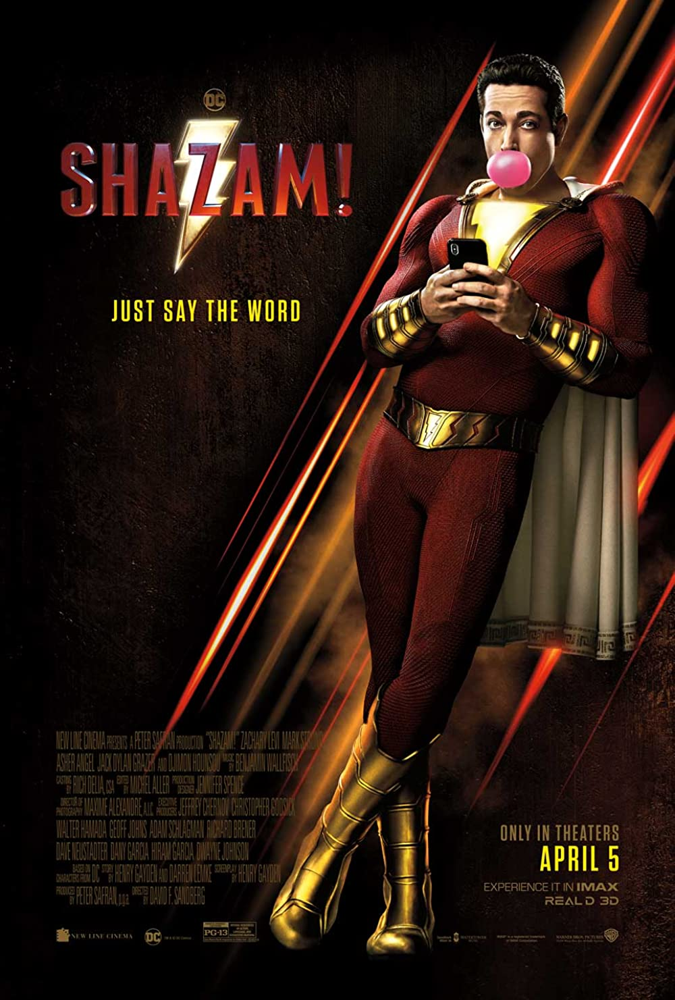 DC
SHAZAM!
JUST SAY THE WORD
NEW LINE CINEMA PRESENTS A PETER SAFRAN PRODUCTION "SHAZAM!" ZACHARY LEVI MARK STRONG
ASHER ANGEL JACK DYLAN GRAZER AND DJIMON HOUNSOU MUSIC BY BENJAMIN WALLFISCH
CASTING BY RICH DELIA, CSA EDITED BY MICHEL ALLER PRODUCTION DESIGNER JENNIFER SPENCE
DIRECTOR OF PHOTOGRAPHY MAXIME ALEXANDRE, A.I.C. EXECUTIVE PRODUCERS JEFFREY CHERNOV CHRISTOPHER GODSICK
WALTER HAMADA GEOFF JOHNS ADAM SCHLAGMAN RICHARD BRENER
DAVE NEUSTADTER DANY GARCIA HIRAM GARCIA DWAYNE JOHNSON
BASED ON CHARACTERS FROM DC STORY BY HENRY GAYDEN AND DARREN LEMKE SCREENPLAY BY HENRY GAYDEN
PRODUCED BY PETER SAFRAN, p.g.a. DIRECTED BY DAVID F. SANDBERG
ONLY IN THEATERS
APRIL 5
EXPERIENCE IT IN IMAX
REALD 3D
NEW LINE CINEMA DC PG-13 WATERTOWER MUSIC WARNER BROS. PICTURES